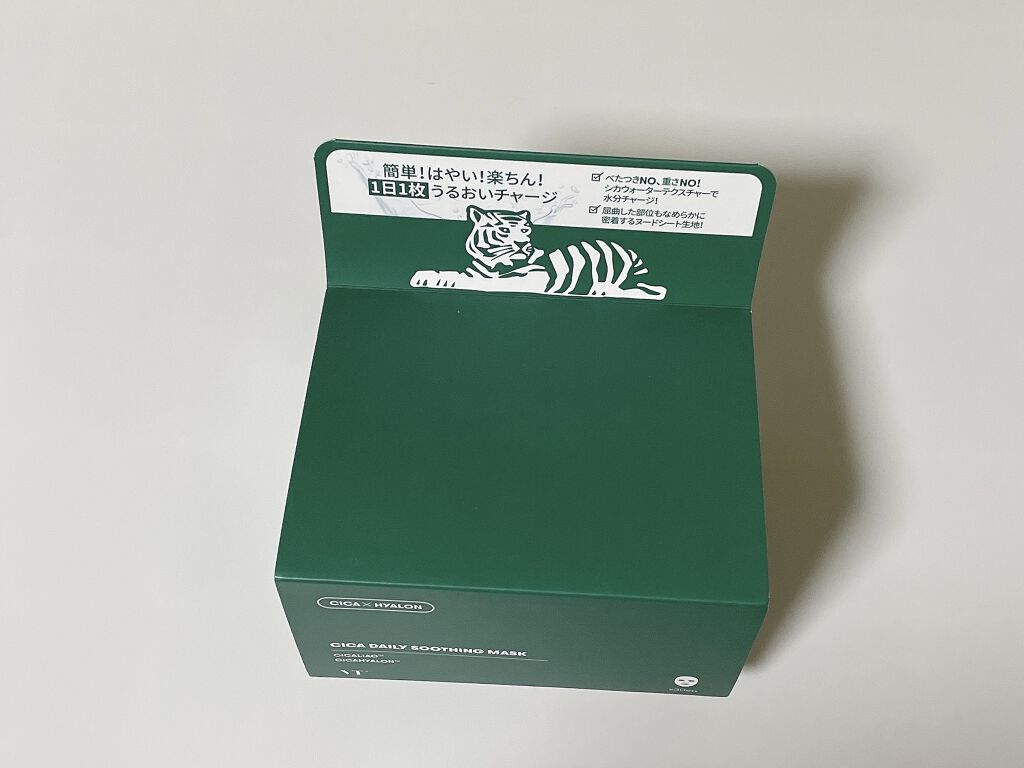 簡単！はやい！楽ちん！
1日1枚うるおいチャージ
べたつきNO、重さNO！
シカウォーターテクスチャーで
水分チャージ！
屈曲した部位もなめらかに
密着するヌードシート生地！
CICA × HYALON
CICA DAILY SOOTHING MASK
CICALIAO™
CICAHYALON™
VT
x30ea